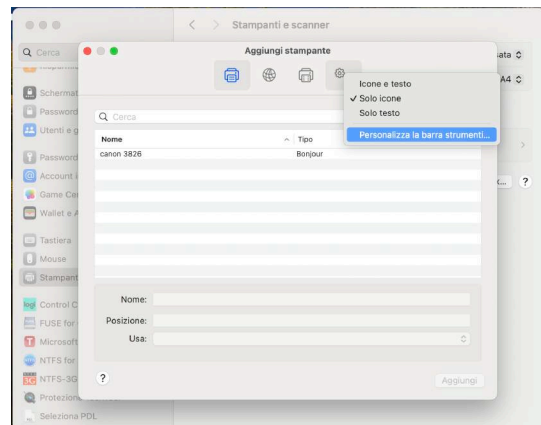 Stampanti e scanner
Cerca
Aggiungi stampante
ata
A4
Icone e testo
Solo icone
Solo testo
Personalizza la barra strumenti...
Cerca
Nome
Tipo
canon 3826
Bonjour
Schermat
Password
Utenti e g
Password
Account i
Game Cen
Wallet e A
Tastiera
Mouse
Stampant
Control C
FUSE for
Microsoft
NTFS for
NTFS-3G
Protezion
Seleziona PDL
Nome:
Posizione:
Usa:
?
Aggiungi
x... ?